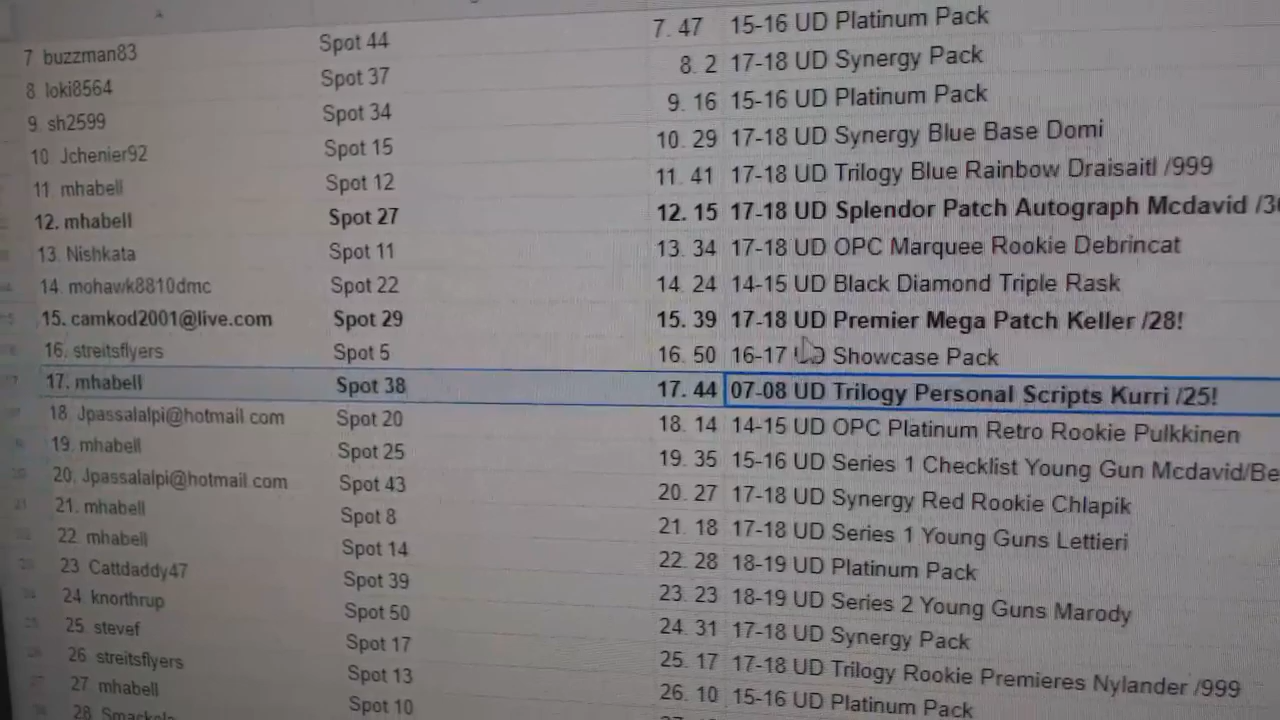 7. 47 15-16 UD Platinum Pack
7 buzzman83 Spot 44 8. 2 17-18 UD Synergy Pack
8 loki8564 Spot 37 9. 16 15-16 UD Platinum Pack
9. sh2599 Spot 34 10. 29 17-18 UD Synergy Blue Base Domi
10. Jchenier92 Spot 15 11. 41 17-18 UD Trilogy Blue Rainbow Draisaitl /999
11. mhabell Spot 12 12. 15 17-18 UD Splendor Patch Autograph Mcdavid
12. mhabell Spot 27 13. 34 17-18 UD OPC Marquee Rookie Debrincat
13. Nishkata Spot 11 14. 24 14-15 UD Black Diamond Triple Rask
14. mohawk8810dmc Spot 22 15. 39 17-18 UD Premier Mega Patch Keller /28!
15. camkod2001@live.com Spot 29 16. 50 16-17 Showcase Pack
16. streitsflyers Spot 5 17. 44 07-08 UD Trilogy Personal Scripts Kurri /25!
17. mhabell Spot 38 18. 14 14-15 UD OPC Platinum Retro Rookie Pulkkinen
18. Jpassalalpi@hotmail.com Spot 20 19. 35 15-16 UD Series 1 Checklist Young Gun Mcdavid/
19. mhabell Spot 25 20. 27 17-18 UD Synergy Red Rookie Chlapik
20. Jpassalalpi@hotmail.com Spot 43 21. 18 17-18 UD Series 1 Young Guns Lettieri
21. mhabell Spot 8 22. 28 18-19 UD Platinum Pack
22. mhabell Spot 14 23. 23 18-19 UD Series 2 Young Guns Marody
23 Cattdaddy47 Spot 39 24. 31 17-18 UD Synergy Pack
24. knorthrup Spot 50 25. 17 17-18 UD Trilogy Rookie Premieres Nylander /999
25. stevef Spot 17 26. 10 15-16 UD Platinum Pack
26 streitsflyers Spot 13
27. mhabell Spot 10
28